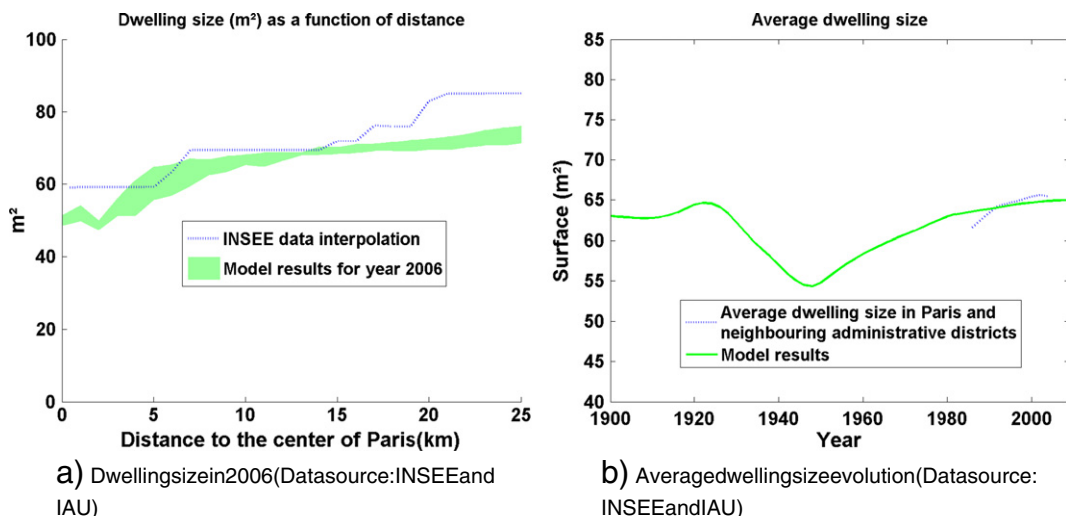 Dwelling size (m²) as a function of distance
100
80
60
40
20
0
m²
INSEE data interpolation
Model results for year 2006
0 5 10 15 20 25
Distance to the center of Paris(km)
a) Dwellingsizein2006(Datasource:INSEEand
IAU)
Average dwelling size
85
80
75
70
65
60
55
50
45
40
Surface (m²)
Average dwelling size in Paris and
neighbouring administrative districts
Model results
1900 1920 1940 1960 1980 2000
Year
b) Averagedwellingsizeevolution(Datasource:
INSEEandIAU)